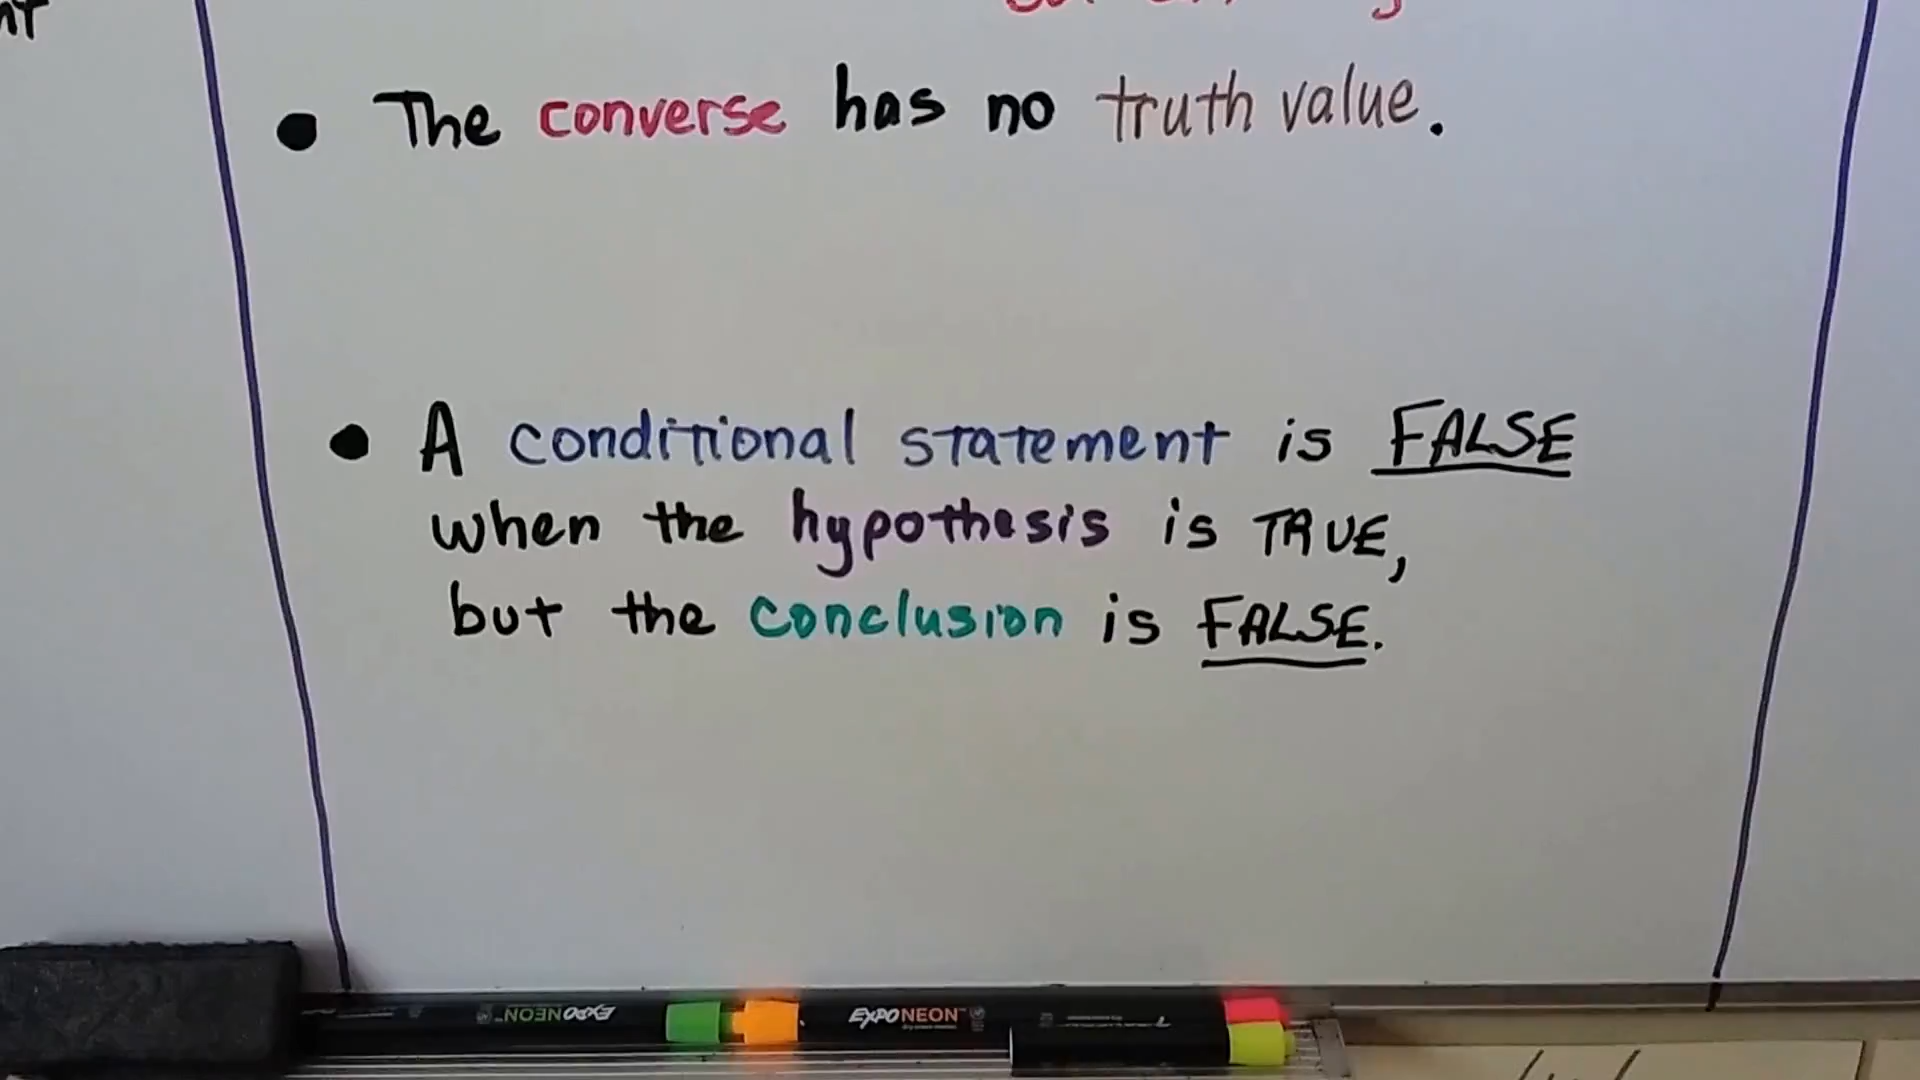 The converse has no truth value.
A conditional statement is FALSE
when the hypothesis is TRUE,
but the conclusion is FALSE.
EXPO NEON
EXPO NEON